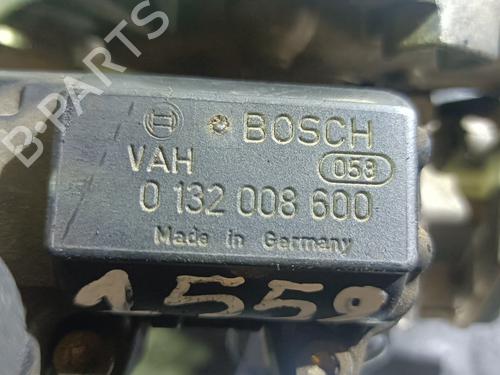 B-PARTS
BOSCH
VAH 058
0 132 008 600
Made in Germany
1559